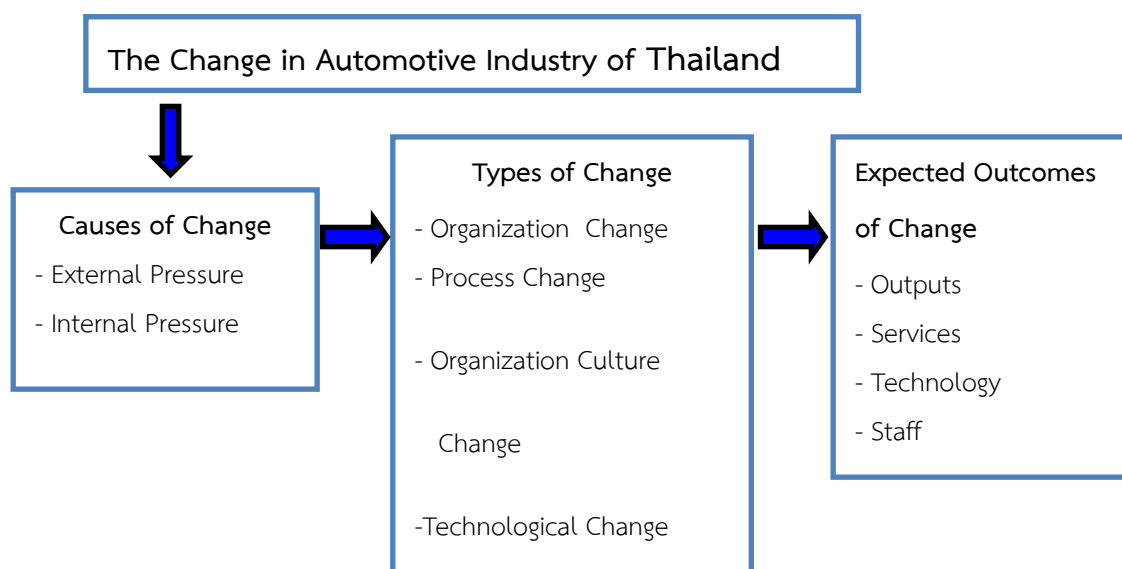 The Change in Automotive Industry of Thailand
Causes of Change
- External Pressure
- Internal Pressure
Types of Change
- Organization Change
- Process Change
- Organization Culture
Change
-Technological Change
Expected Outcomes
of Change
- Outputs
- Services
- Technology
- Staff